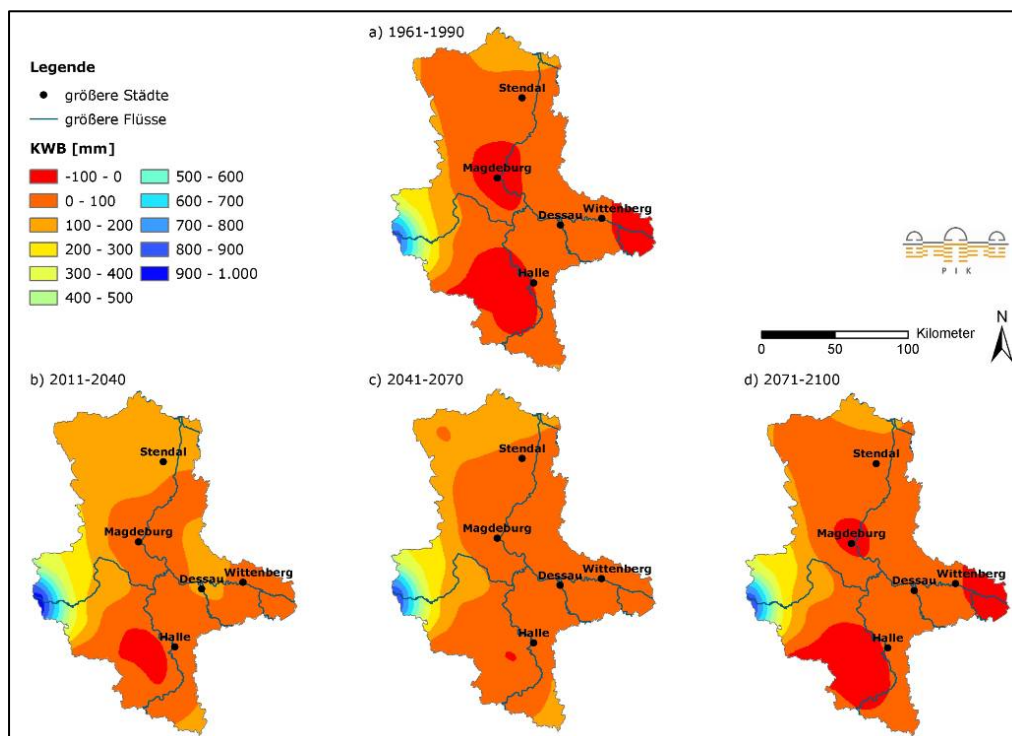 a) 1961-1990
Legende
größere Städte
größere Flüsse
KWB [mm]
-100 - 0
0 - 100
100 - 200
200 - 300
300 - 400
400 - 500
500 - 600
600 - 700
700 - 800
800 - 900
900 - 1.000
Stendal
Magdeburg
Dessau
Wittenberg
Halle
P I K
N
Kilometer
0 50 100
b) 2011-2040
Stendal
Magdeburg
Dessau
Wittenberg
Halle
c) 2041-2070
Stendal
Magdeburg
Dessau
Wittenberg
Halle
d) 2071-2100
Stendal
Magdeburg
Dessau
Wittenberg
Halle